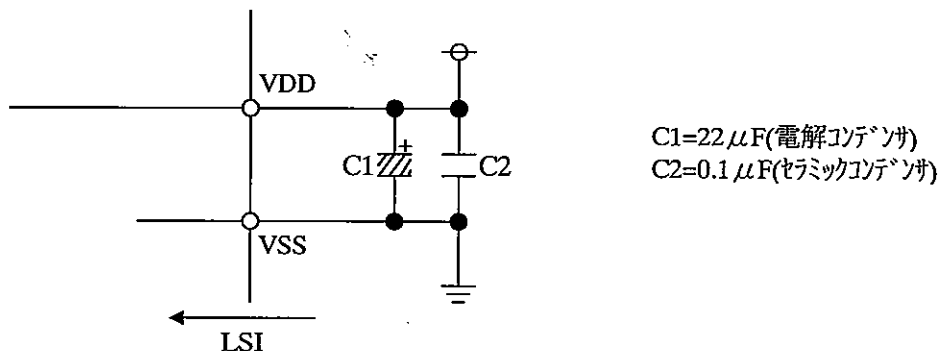 VDD
+
C1
C2
C1=22μF(電解コンデンサ)
C2=0.1μF(セラミックコンデンサ)
VSS
LSI